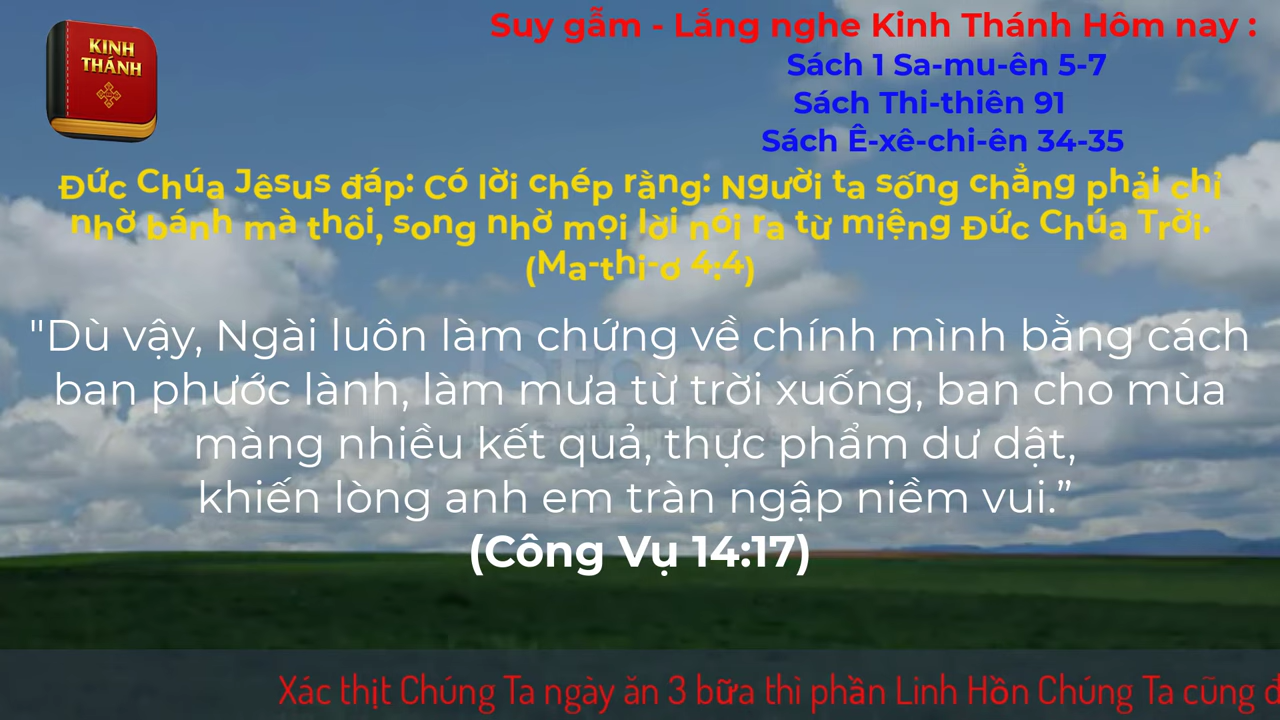 KINH
THÁNH
Suy gẫm - Lắng nghe Kinh Thánh Hôm nay :
Sách 1 Sa-mu-ên 5-7
Sách Thi-thiên 91
Sách Ê-xê-chi-ên 34-35
Đức Chúa Jêsus đáp: Có lời chép rằng: Người ta sống chẳng phải chỉ
nhờ bánh mà thôi, song nhờ mọi lời nói ra từ miệng Đức Chúa Trời.
(Ma-thi-ơ 4:4)
"Dù vậy, Ngài luôn làm chứng về chính mình bằng cách
ban phước lành, làm mưa từ trời xuống, ban cho mùa
màng nhiều kết quả, thực phẩm dư dật,
khiến lòng anh em tràn ngập niềm vui.”
(Công Vụ 14:17)
Xác thịt Chúng Ta ngày ăn 3 bữa thì phần Linh Hồn Chúng Ta cũng